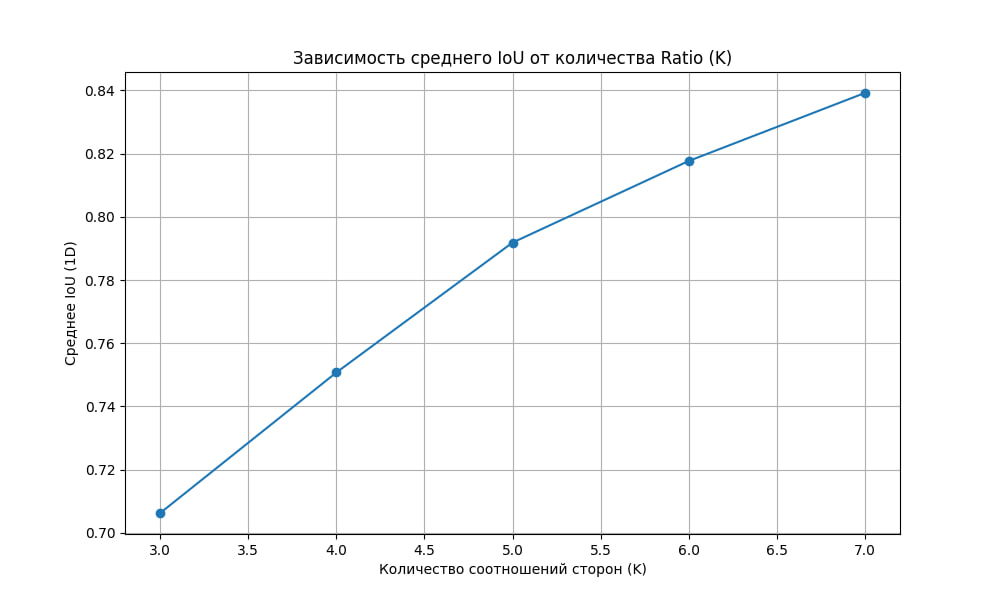 Зависимость среднего IoU от количества Ratio (K)
Среднее IoU (1D)
0.84
0.82
0.80
0.78
0.76
0.74
0.72
0.70
3.0 3.5 4.0 4.5 5.0 5.5 6.0 6.5 7.0
Количество соотношений сторон (K)